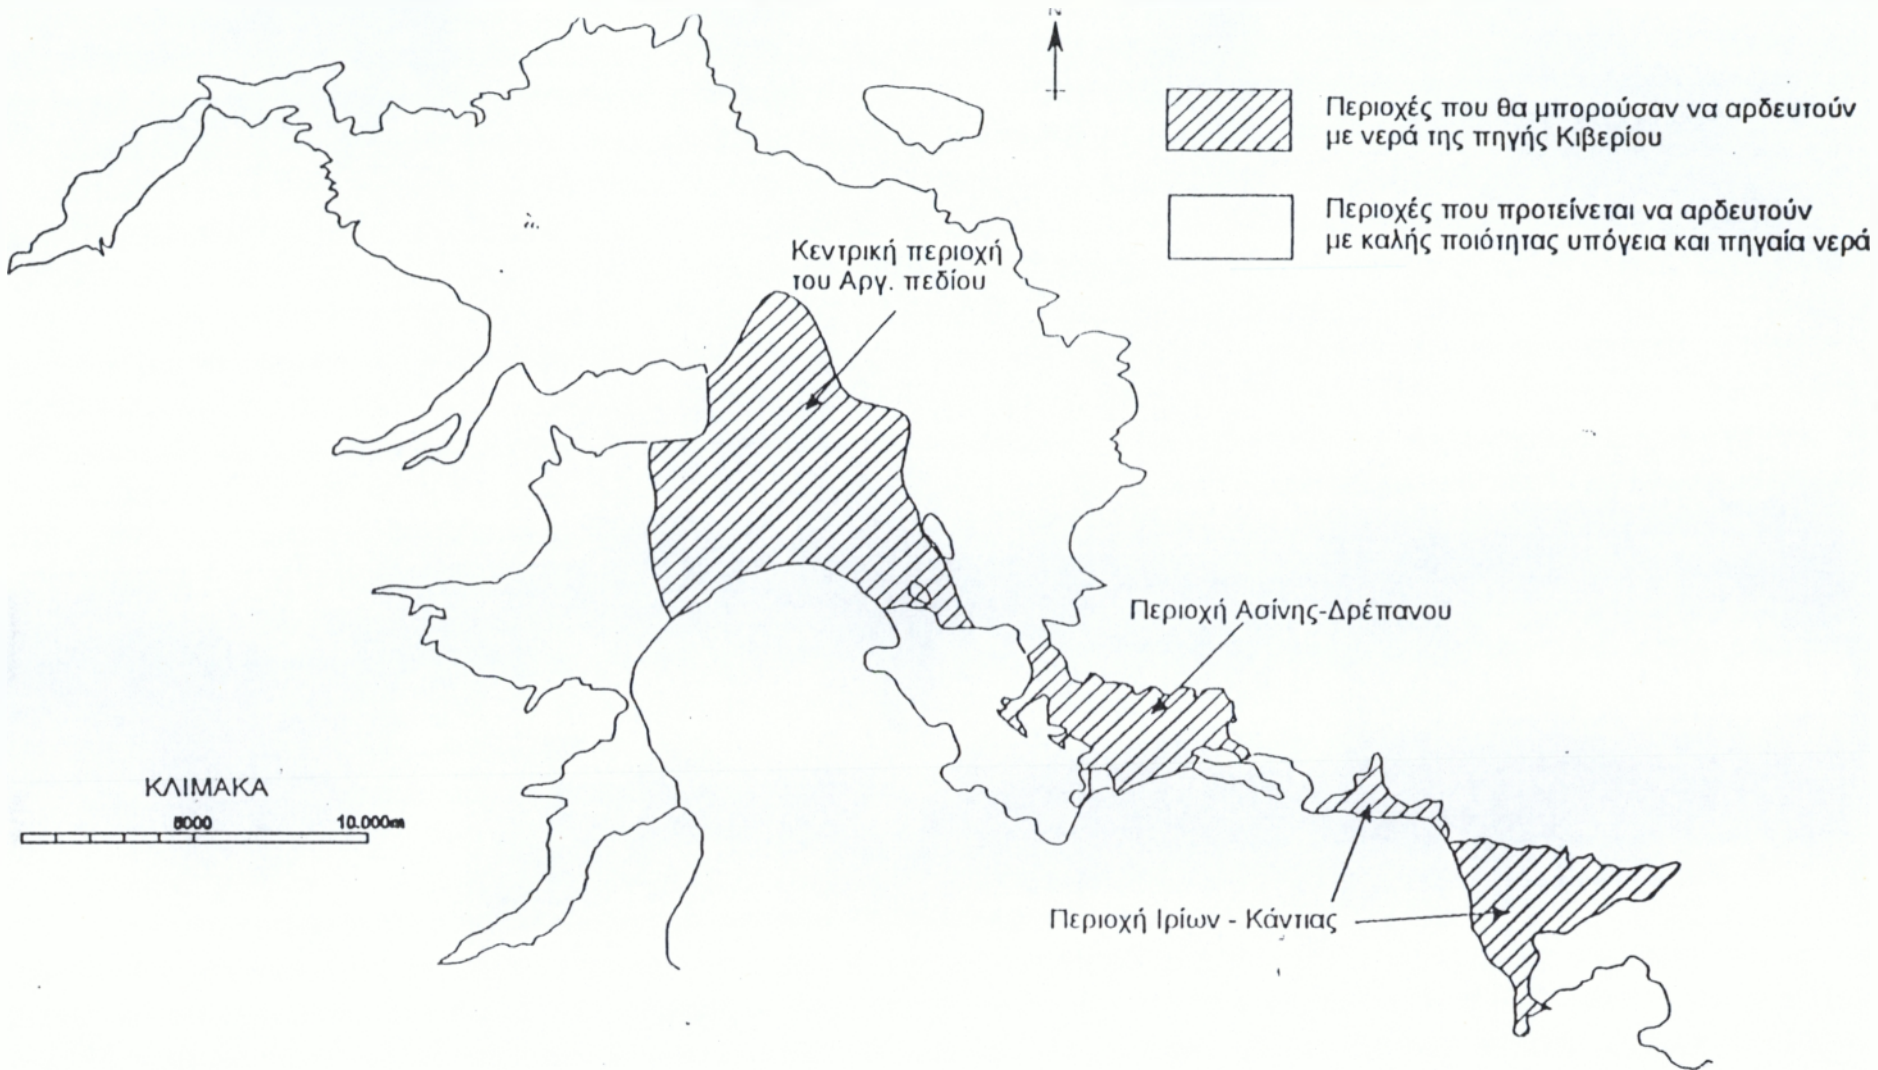 Ν
Περιοχές που θα μπορούσαν να αρδευτούν
με νερά της πηγής Κιβερίου
Περιοχές που προτείνεται να αρδευτούν
με καλής ποιότητας υπόγεια και πηγαία νερά
Κεντρική περιοχή
του Αργ. πεδίου
Περιοχή Ασίνης-Δρέπανου
ΚΛΙΜΑΚΑ
5000 10.000m
Περιοχή Ιρίων - Κάντιας